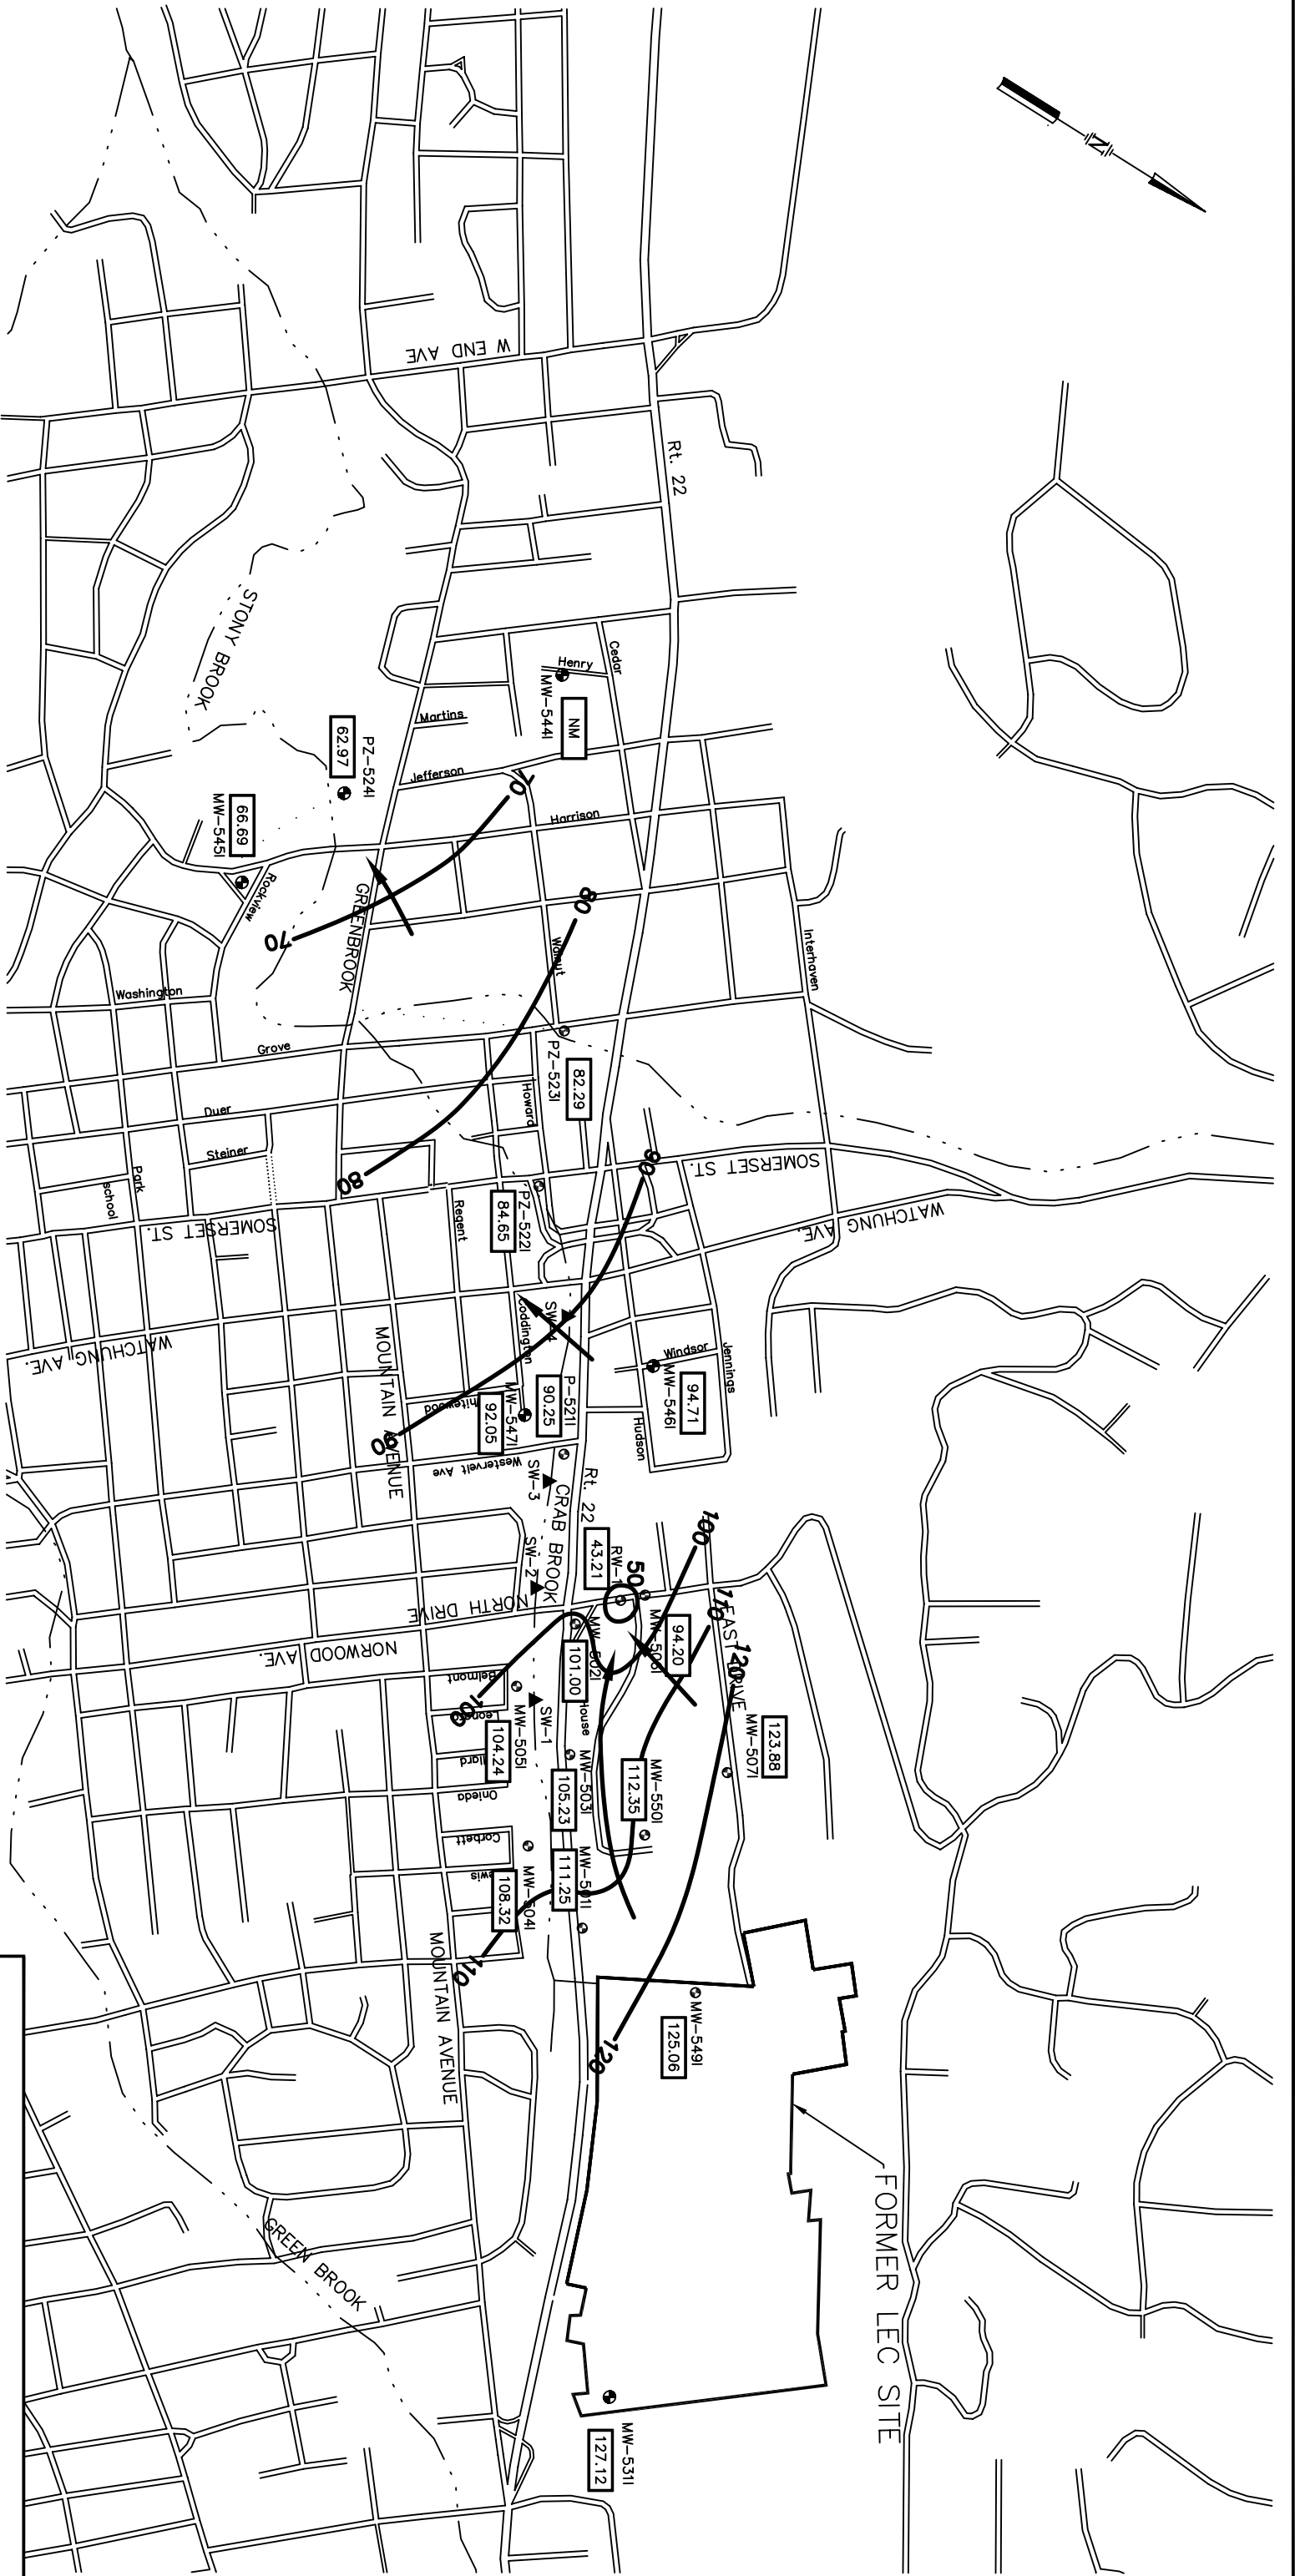 N
W END AVE
Rt. 22
STONY BROOK
Cedar
Henry
MW-544I
NM
Martins
PZ-524I
62.97
Jefferson
70
Harrison
66.69
MW-545I
Rockview
GREENBROOK
70
80
Walnut
Interhaven
Washington
Grove
PZ-523I
82.29
Howard
Duer
Steiner
Park
school
80
90
SOMERSET ST.
SOMERSET ST.
PZ-522I
84.65
Regent
WATCHUNG AVE.
WATCHUNG AVE.
Coddington
MOUNTAIN AVENUE
Windsor
Jennings
MW-546I
94.71
P-521I
90.25
MW-547I
92.05
90
Hudson
Westervelt Ave
SW-3
Rt. 22
CRAB BROOK
SW-2
100
RW-1
43.21
50
NORTH DRIVE
110
EAST DRIVE
94.20
120
MW-502I
101.00
NORWOOD AVE.
Belmont
100
House
SW-1
MW-505I
104.24
MW-507I
123.88
MW-503I
105.23
MW-550I
112.35
Onieda
Corbett
MW-501I
111.25
MW-504I
108.32
110
MOUNTAIN AVENUE
MW-549I
125.06
120
FORMER LEC SITE
GREEN BROOK
MW-531I
127.12